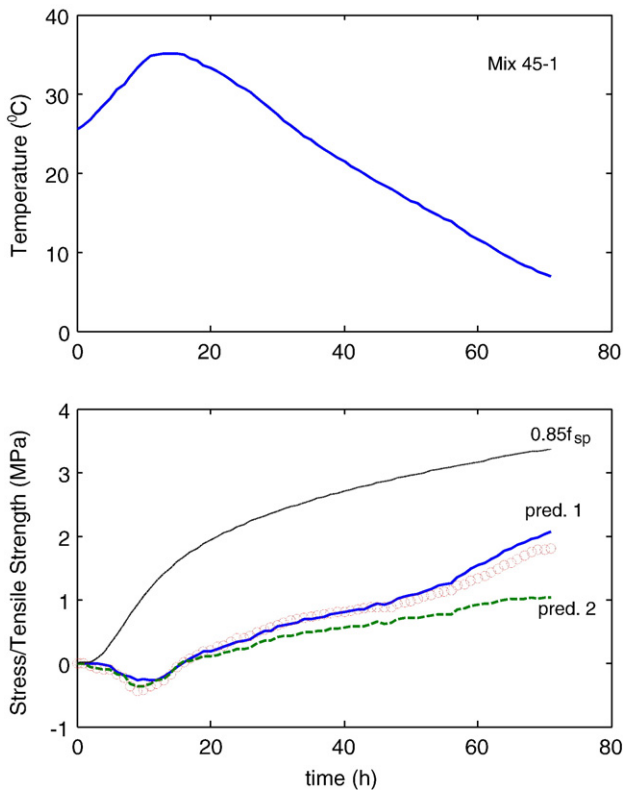 40
30
20
10
0
Temperature (⁰C)
Mix 45-1
0 20 40 60 80
4
3
2
1
0
-1
Stress/Tensile Strength (MPa)
0.85fsp
pred. 1
pred. 2
0 20 40 60 80
time (h)